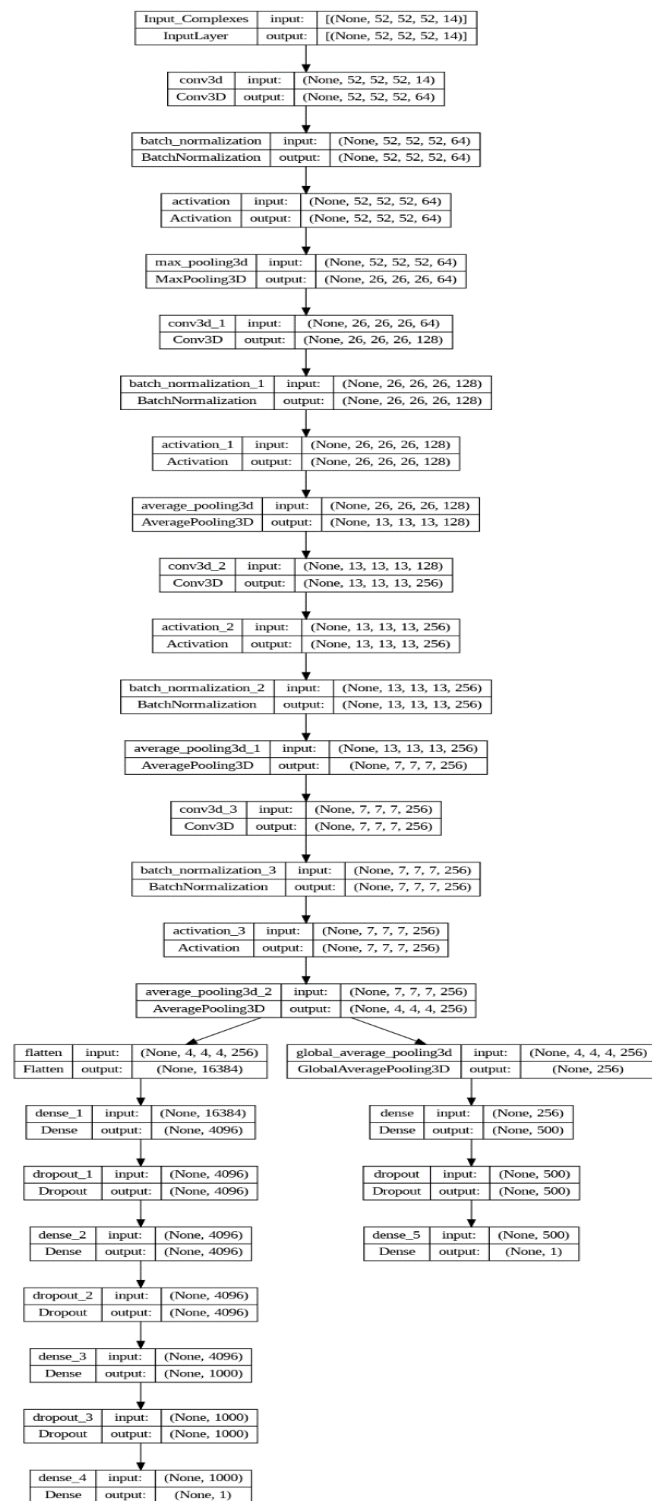 Input_Complexes input: [(None, 52, 52, 52, 14)]
InputLayer output: [(None, 52, 52, 52, 14)]
conv3d input: (None, 52, 52, 52, 14)
Conv3D output: (None, 52, 52, 52, 64)
batch_normalization input: (None, 52, 52, 52, 64)
BatchNormalization output: (None, 52, 52, 52, 64)
activation input: (None, 52, 52, 52, 64)
Activation output: (None, 52, 52, 52, 64)
max_pooling3d input: (None, 52, 52, 52, 64)
MaxPooling3D output: (None, 26, 26, 26, 64)
conv3d_1 input: (None, 26, 26, 26, 64)
Conv3D output: (None, 26, 26, 26, 128)
batch_normalization_1 input: (None, 26, 26, 26, 128)
BatchNormalization output: (None, 26, 26, 26, 128)
activation_1 input: (None, 26, 26, 26, 128)
Activation output: (None, 26, 26, 26, 128)
average_pooling3d input: (None, 26, 26, 26, 128)
AveragePooling3D output: (None, 13, 13, 13, 128)
conv3d_2 input: (None, 13, 13, 13, 128)
Conv3D output: (None, 13, 13, 13, 256)
activation_2 input: (None, 13, 13, 13, 256)
Activation output: (None, 13, 13, 13, 256)
batch_normalization_2 input: (None, 13, 13, 13, 256)
BatchNormalization output: (None, 13, 13, 13, 256)
average_pooling3d_1 input: (None, 13, 13, 13, 256)
AveragePooling3D output: (None, 7, 7, 7, 256)
conv3d_3 input: (None, 7, 7, 7, 256)
Conv3D output: (None, 7, 7, 7, 256)
batch_normalization_3 input: (None, 7, 7, 7, 256)
BatchNormalization output: (None, 7, 7, 7, 256)
activation_3 input: (None, 7, 7, 7, 256)
Activation output: (None, 7, 7, 7, 256)
average_pooling3d_2 input: (None, 7, 7, 7, 256)
AveragePooling3D output: (None, 4, 4, 4, 256)
flatten input: (None, 4, 4, 4, 256)
Flatten output: (None, 16384)
dense_1 input: (None, 16384)
Dense output: (None, 4096)
dropout_1 input: (None, 4096)
Dropout output: (None, 4096)
dense_2 input: (None, 4096)
Dense output: (None, 4096)
dropout_2 input: (None, 4096)
Dropout output: (None, 4096)
dense_3 input: (None, 4096)
Dense output: (None, 1000)
dropout_3 input: (None, 1000)
Dropout output: (None, 1000)
dense_4 input: (None, 1000)
Dense output: (None, 1)
global_average_pooling3d input: (None, 4, 4, 4, 256)
GlobalAveragePooling3D output: (None, 256)
dense input: (None, 256)
Dense output: (None, 500)
dropout input: (None, 500)
Dropout output: (None, 500)
dense_5 input: (None, 500)
Dense output: (None, 1)